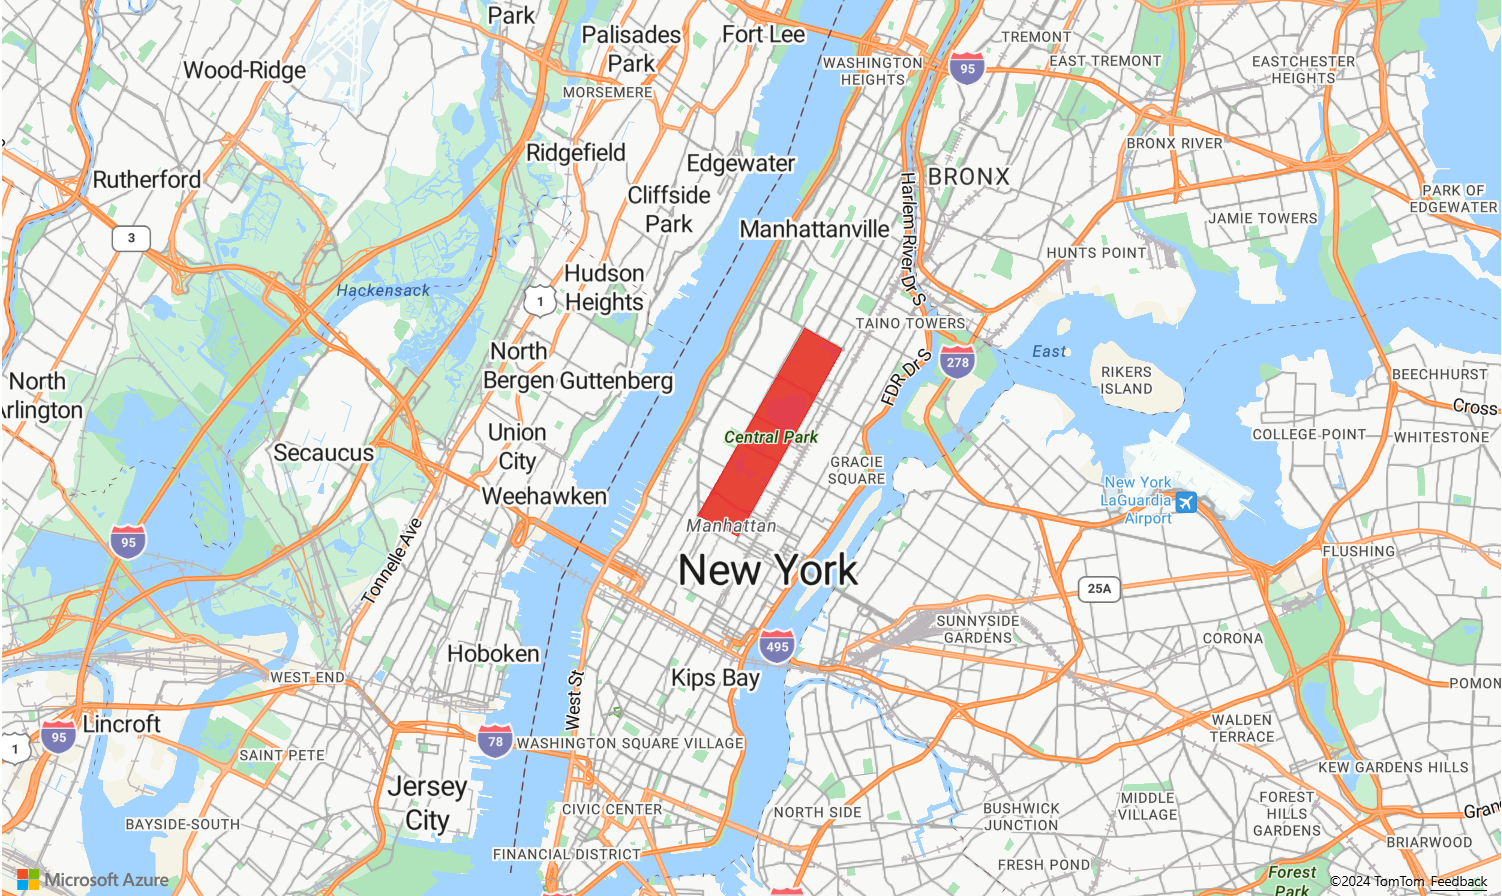 Park
Palisades
Park
Fort Lee
TREMONT
WASHINGTON
HEIGHTS
95
EAST TREMONT
EASTCHESTER
HEIGHTS
Wood-Ridge
MORSEMERE
Ridgefield
Edgewater
BRONX RIVER
Rutherford
Cliffside
Park
BRONX
PARK OF
EDGEWATER
3
Manhattanville
Harlem River Dr S
JAMIE TOWERS
HUNTS POINT
Hudson
Heights
Hackensack
1
TAINO TOWERS
North
Bergen
Guttenberg
FDR Dr S
278
East
RIKERS
ISLAND
North
Arlington
BEECHHURST
Cross
Union
City
Central Park
COLLEGE POINT
WHITESTONE
Secaucus
GRACIE
SQUARE
Weehawken
New York
LaGuardia
Airport
Manhattan
95
Tonnelle Ave
FLUSHING
New York
25A
SUNNYSIDE
GARDENS
CORONA
495
Hoboken
WEST END
Kips Bay
POMON
West St
Lincroft
95
1
78
WASHINGTON SQUARE VILLAGE
WALDEN
TERRACE
SAINT PETE
KEW GARDENS HILLS
Jersey
City
CIVIC CENTER
NORTH SIDE
BUSHWICK
JUNCTION
MIDDLE
VILLAGE
FOREST
HILLS
GARDENS
Gran
BAYSIDE-SOUTH
BRIARWOOD
FINANCIAL DISTRICT
FRESH POND
Forest
Park
Microsoft Azure
©2024 TomTom Feedback